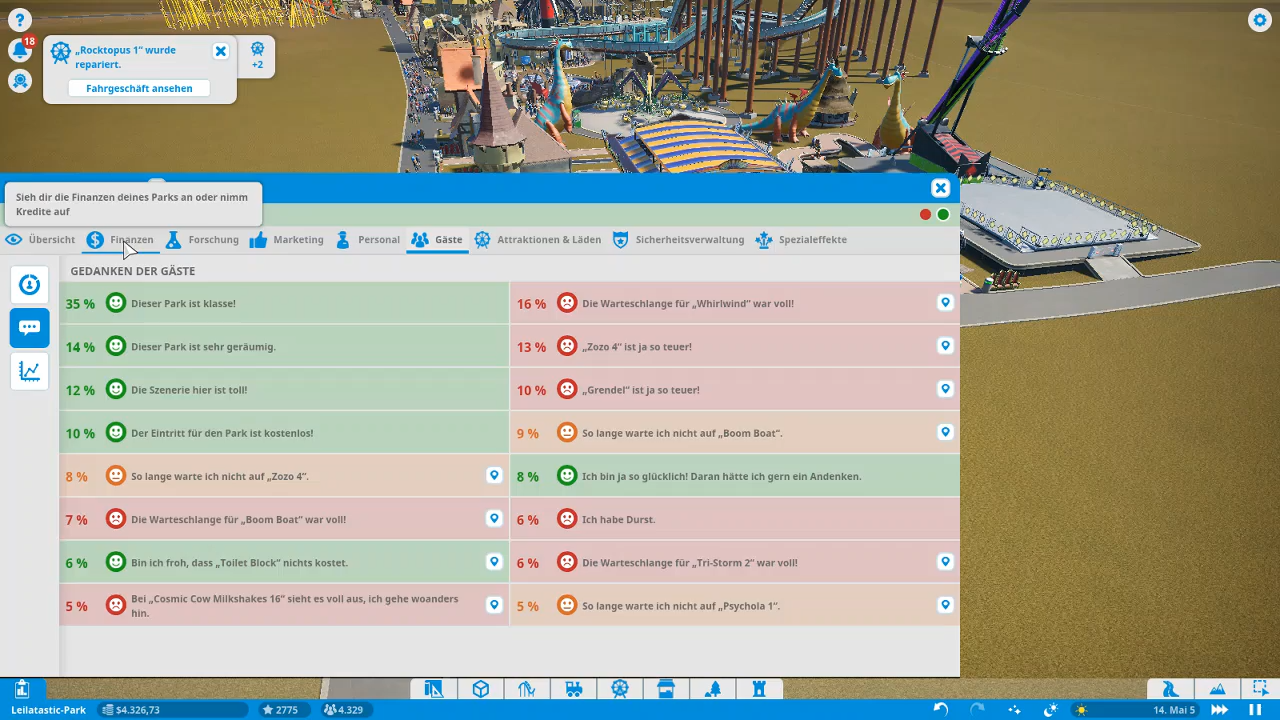 ?
18
„Rocktopus 1“ wurde
repariert.
Fahrgeschäft ansehen
+2
Sieh dir die Finanzen deines Parks an oder nimm
Kredite auf
Übersicht
Finanzen
Forschung
Marketing
Personal
Gäste
Attraktionen & Läden
Sicherheitsverwaltung
Spezialeffekte
GEDANKEN DER GÄSTE
35 % Dieser Park ist klasse!
16 % Die Warteschlange für „Whirlwind“ war voll!
14 % Dieser Park ist sehr geräumig.
13 % „Zozo 4“ ist ja so teuer!
12 % Die Szenerie hier ist toll!
10 % „Grendel“ ist ja so teuer!
10 % Der Eintritt für den Park ist kostenlos!
9 % So lange warte ich nicht auf „Boom Boat“.
8 % So lange warte ich nicht auf „Zozo 4“.
8 % Ich bin ja so glücklich! Daran hätte ich gern ein Andenken.
7 % Die Warteschlange für „Boom Boat“ war voll!
6 % Ich habe Durst.
6 % Bin ich froh, dass „Toilet Block“ nichts kostet.
6 % Die Warteschlange für „Tri-Storm 2“ war voll!
5 % Bei „Cosmic Cow Milkshakes 16“ sieht es voll aus, ich gehe woanders
hin.
5 % So lange warte ich nicht auf „Psychola 1“.
Leilatastic-Park
$4.326,73
2775
4.329
14. Mai 5